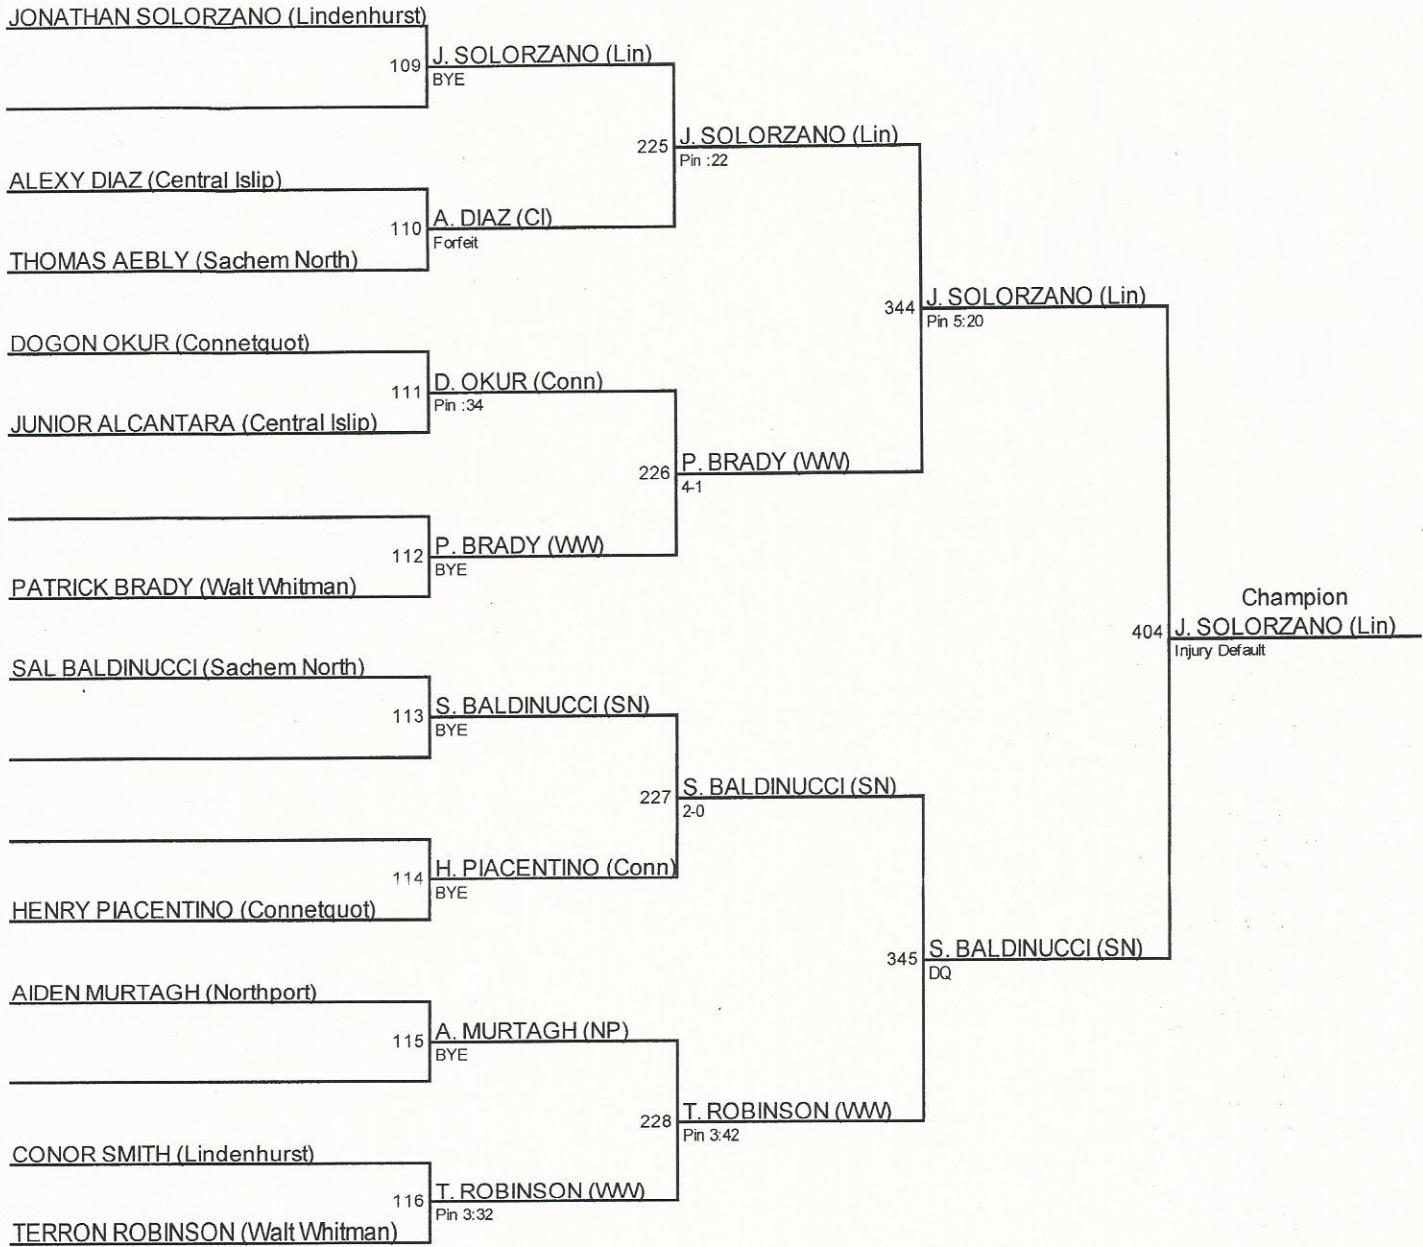 JONATHAN SOLORZANO (Lindenhurst)
109 J. SOLORZANO (Lin)
BYE
225 J. SOLORZANO (Lin)
Pin :22
ALEXY DIAZ (Central Islip)
110 A. DIAZ (CI)
Forfeit
THOMAS AEBLY (Sachem North)
344 J. SOLORZANO (Lin)
Pin 5:20
DOGON OKUR (Connetquot)
111 D. OKUR (Conn)
Pin :34
JUNIOR ALCANTARA (Central Islip)
226 P. BRADY (WW)
4-1
112 P. BRADY (WW)
BYE
PATRICK BRADY (Walt Whitman)
Champion
404 J. SOLORZANO (Lin)
Injury Default
SAL BALDINUCCI (Sachem North)
113 S. BALDINUCCI (SN)
BYE
227 S. BALDINUCCI (SN)
2-0
114 H. PIACENTINO (Conn)
BYE
HENRY PIACENTINO (Connetquot)
345 S. BALDINUCCI (SN)
DQ
AIDEN MURTAGH (Northport)
115 A. MURTAGH (NP)
BYE
228 T. ROBINSON (WW)
Pin 3:42
CONOR SMITH (Lindenhurst)
116 T. ROBINSON (WW)
Pin 3:32
TERRON ROBINSON (Walt Whitman)